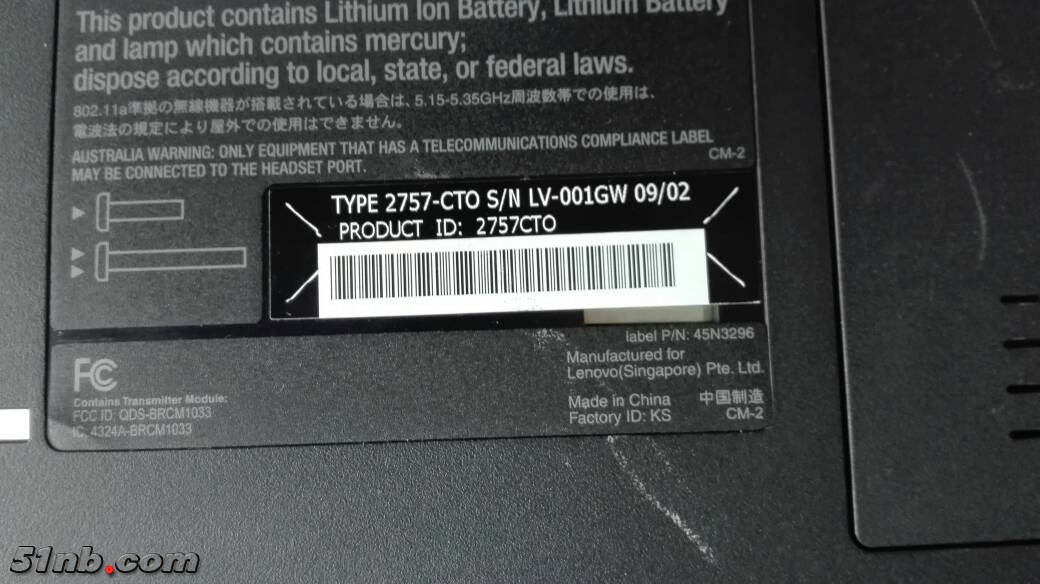 This product contains Lithium Ion Battery, Lithium Battery
and lamp which contains mercury;
dispose according to local, state, or federal laws.
802.11a準拠の無線機器が搭載されている場合は、5.15-5.35GHz周波数帯での使用は、
電波法の規定により屋外での使用はできません。
AUSTRALIA WARNING: ONLY EQUIPMENT THAT HAS A TELECOMMUNICATIONS COMPLIANCE LABEL
MAY BE CONNECTED TO THE HEADSET PORT.
CM-2
TYPE 2757-CTO S/N LV-001GW 09/02
PRODUCT ID: 2757CTO
label P/N: 45N3296
Manufactured for
Lenovo(Singapore) Pte. Ltd.
Made in China 中国制造
Factory ID: KS CM-2
FC
Contains Transmitter Module:
FCC ID: QDS-BRCM1033
IC: 4324A-BRCM1033
51nb.com